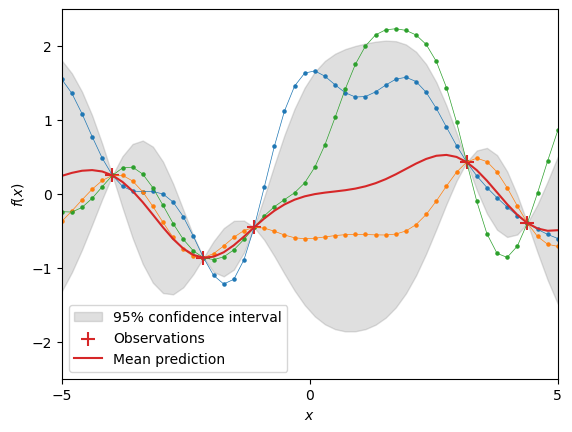 2
1
0
−1
−2
f(x)
95% confidence interval
Observations
Mean prediction
−5
0
5
x